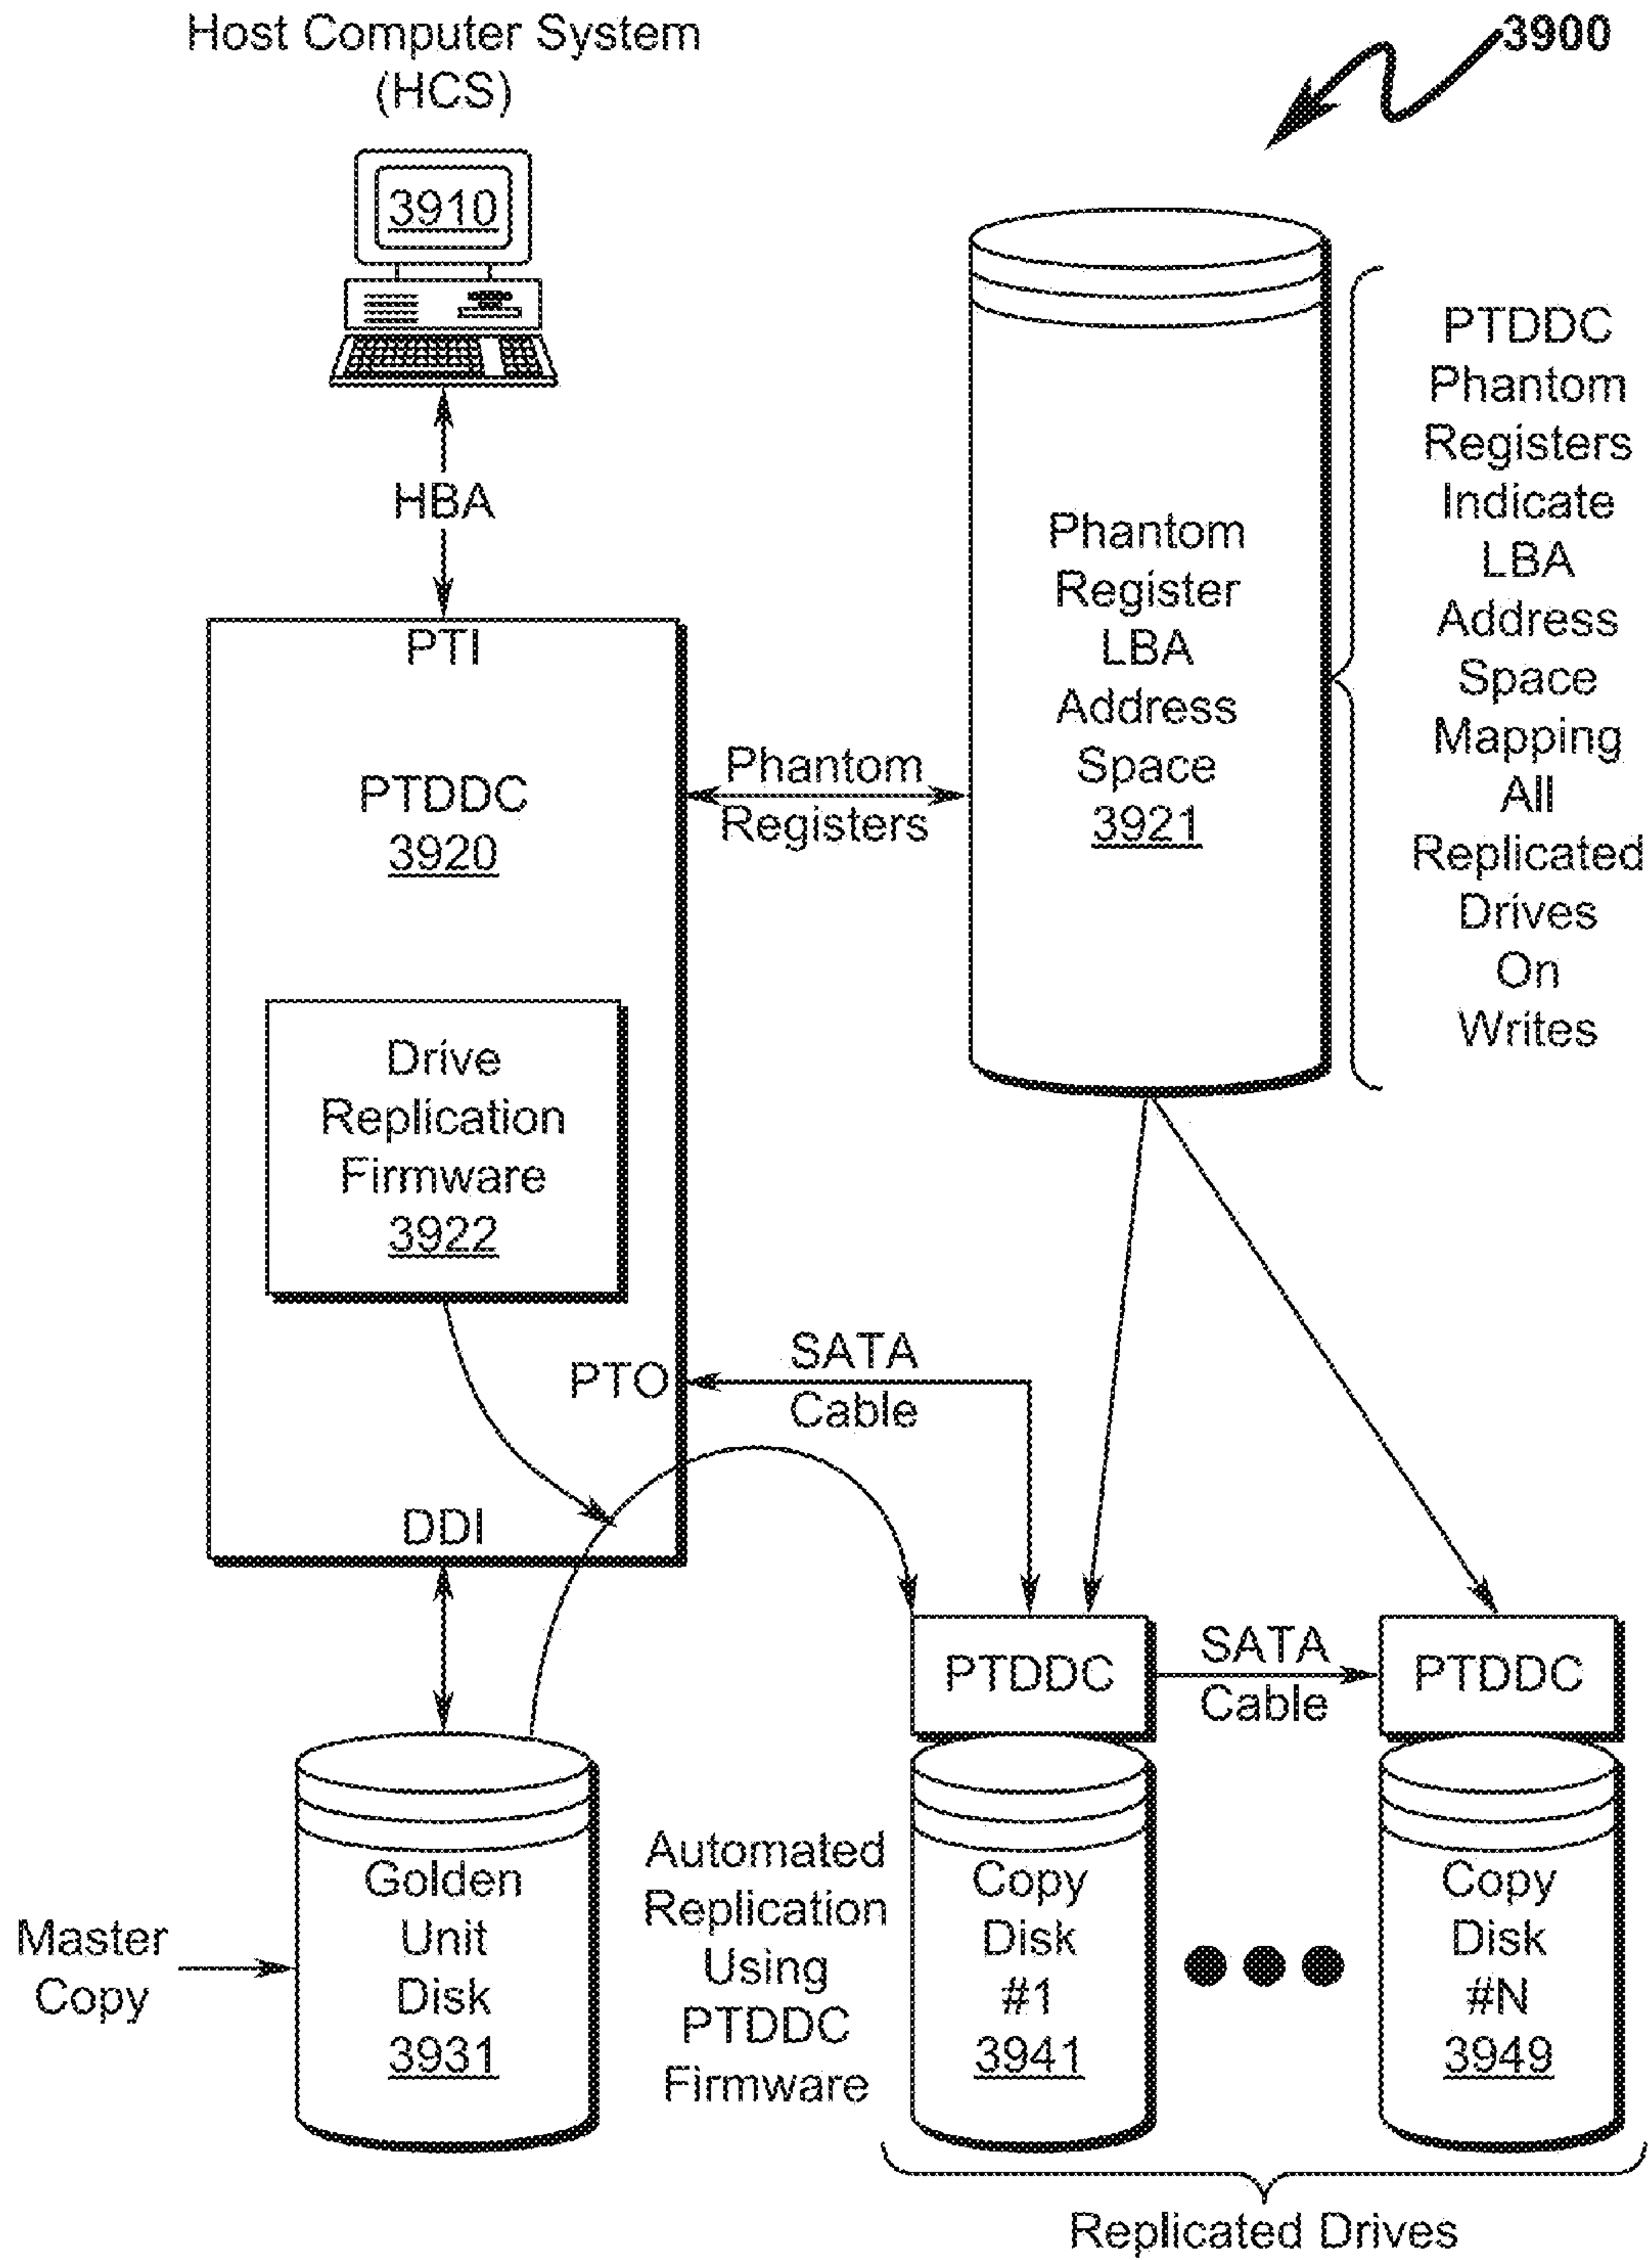 Host Computer System
(HCS)
3900
3910
HBA
PTI
PTDDC
3920
Phantom
Registers
Phantom
Register
LBA
Address
Space
3921
PTDDC
Phantom
Registers
Indicate
LBA
Address
Space
Mapping
All
Replicated
Drives
On
Writes
Drive
Replication
Firmware
3922
PTO
SATA
Cable
DDI
PTDDC
SATA
Cable
PTDDC
Master
Copy
Golden
Unit
Disk
3931
Automated
Replication
Using
PTDDC
Firmware
Copy
Disk
#1
3941
Copy
Disk
#N
3949
Replicated Drives